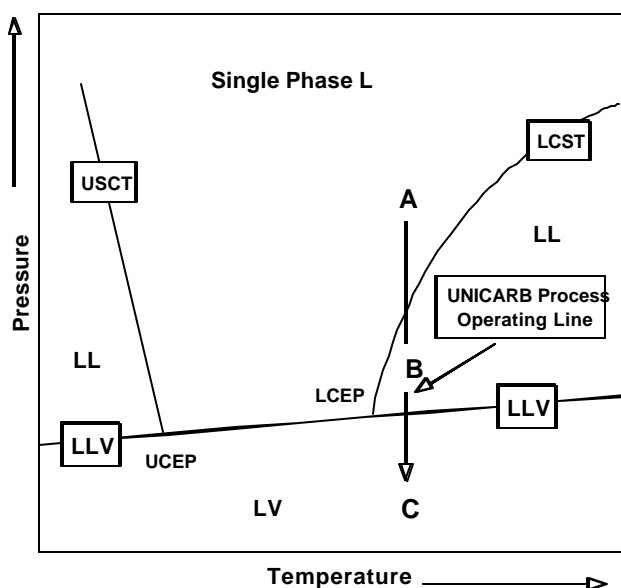 Single Phase L
USCT
LCST
A
LL
Pressure
UNICARB Process
Operating Line
LL
B
LCEP
LLV
LLV
UCEP
LV
C
Temperature